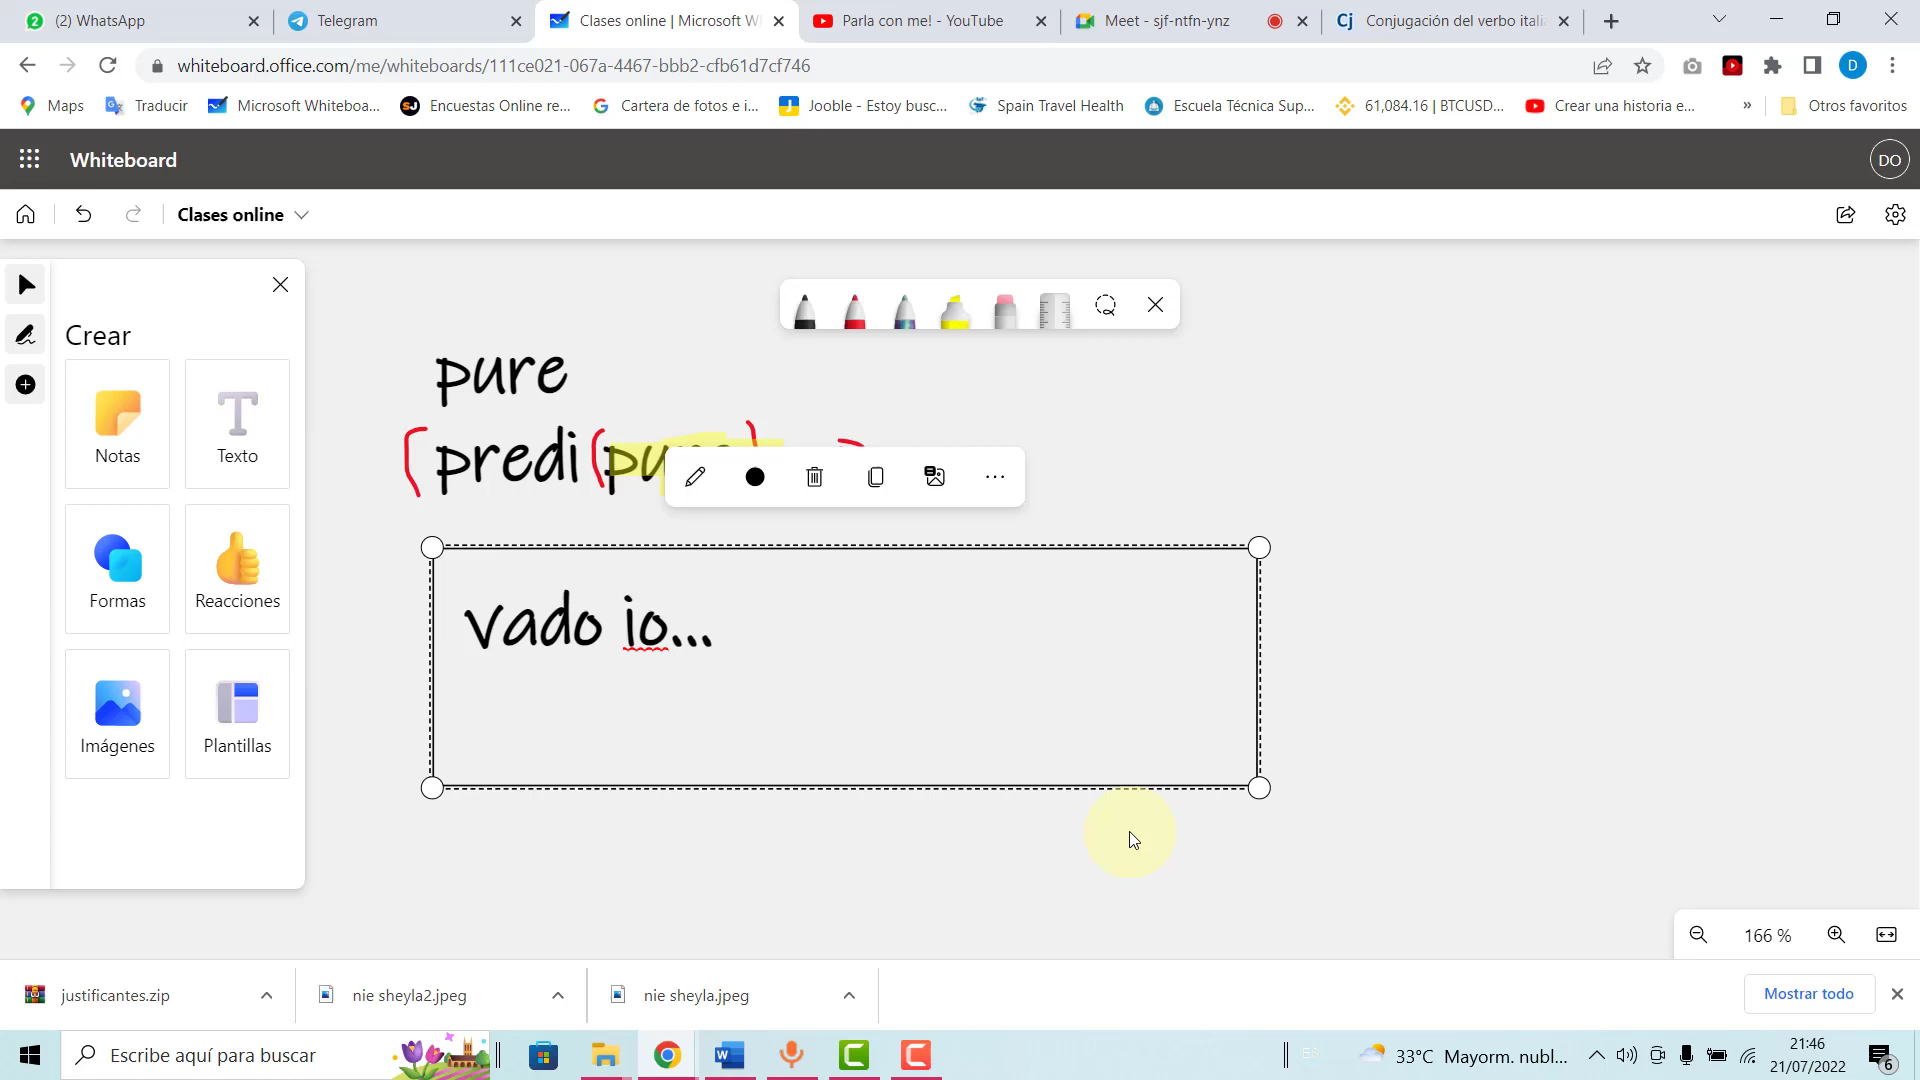 (2) WhatsApp
Telegram
Clases online | Microsoft W
Parla con me! - YouTube
Meet - sjf-ntfn-ynz
Cj Conjugación del verbo itali
whiteboard.office.com/me/whiteboards/111ce021-067a-4467-bbb2-cfb61d7cf746
D
Maps
Traducir
Microsoft Whiteboa...
Encuestas Online re...
Cartera de fotos e i...
Jooble - Estoy busc...
Spain Travel Health
Escuela Técnica Sup...
61,084.16 | BTCUSD...
Crear una historia e...
»
Otros favoritos
Whiteboard
DO
Clases online
Crear
Notas
Texto
Formas
Reacciones
Imágenes
Plantillas
pure
(predi (pu
vado io...
166 %
justificantes.zip
nie sheyla2.jpeg
nie sheyla.jpeg
Mostrar todo
Escribe aquí para buscar
33°C Mayorm. nubl...
21:46
21/07/2022
6